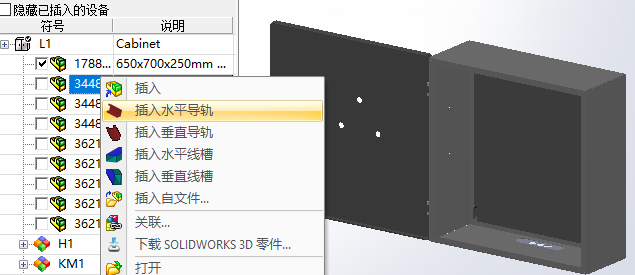 隐藏已插入的设备
符号 说明
L1 Cabinet
1788... 650x700x250mm ...
3448
3448
3448
3621
3621
3621
3621
3621
H1
KM1
插入
插入水平导轨
插入垂直导轨
插入水平线槽
插入垂直线槽
插入自文件...
关联...
下载 SOLIDWORKS 3D 零件...
打开